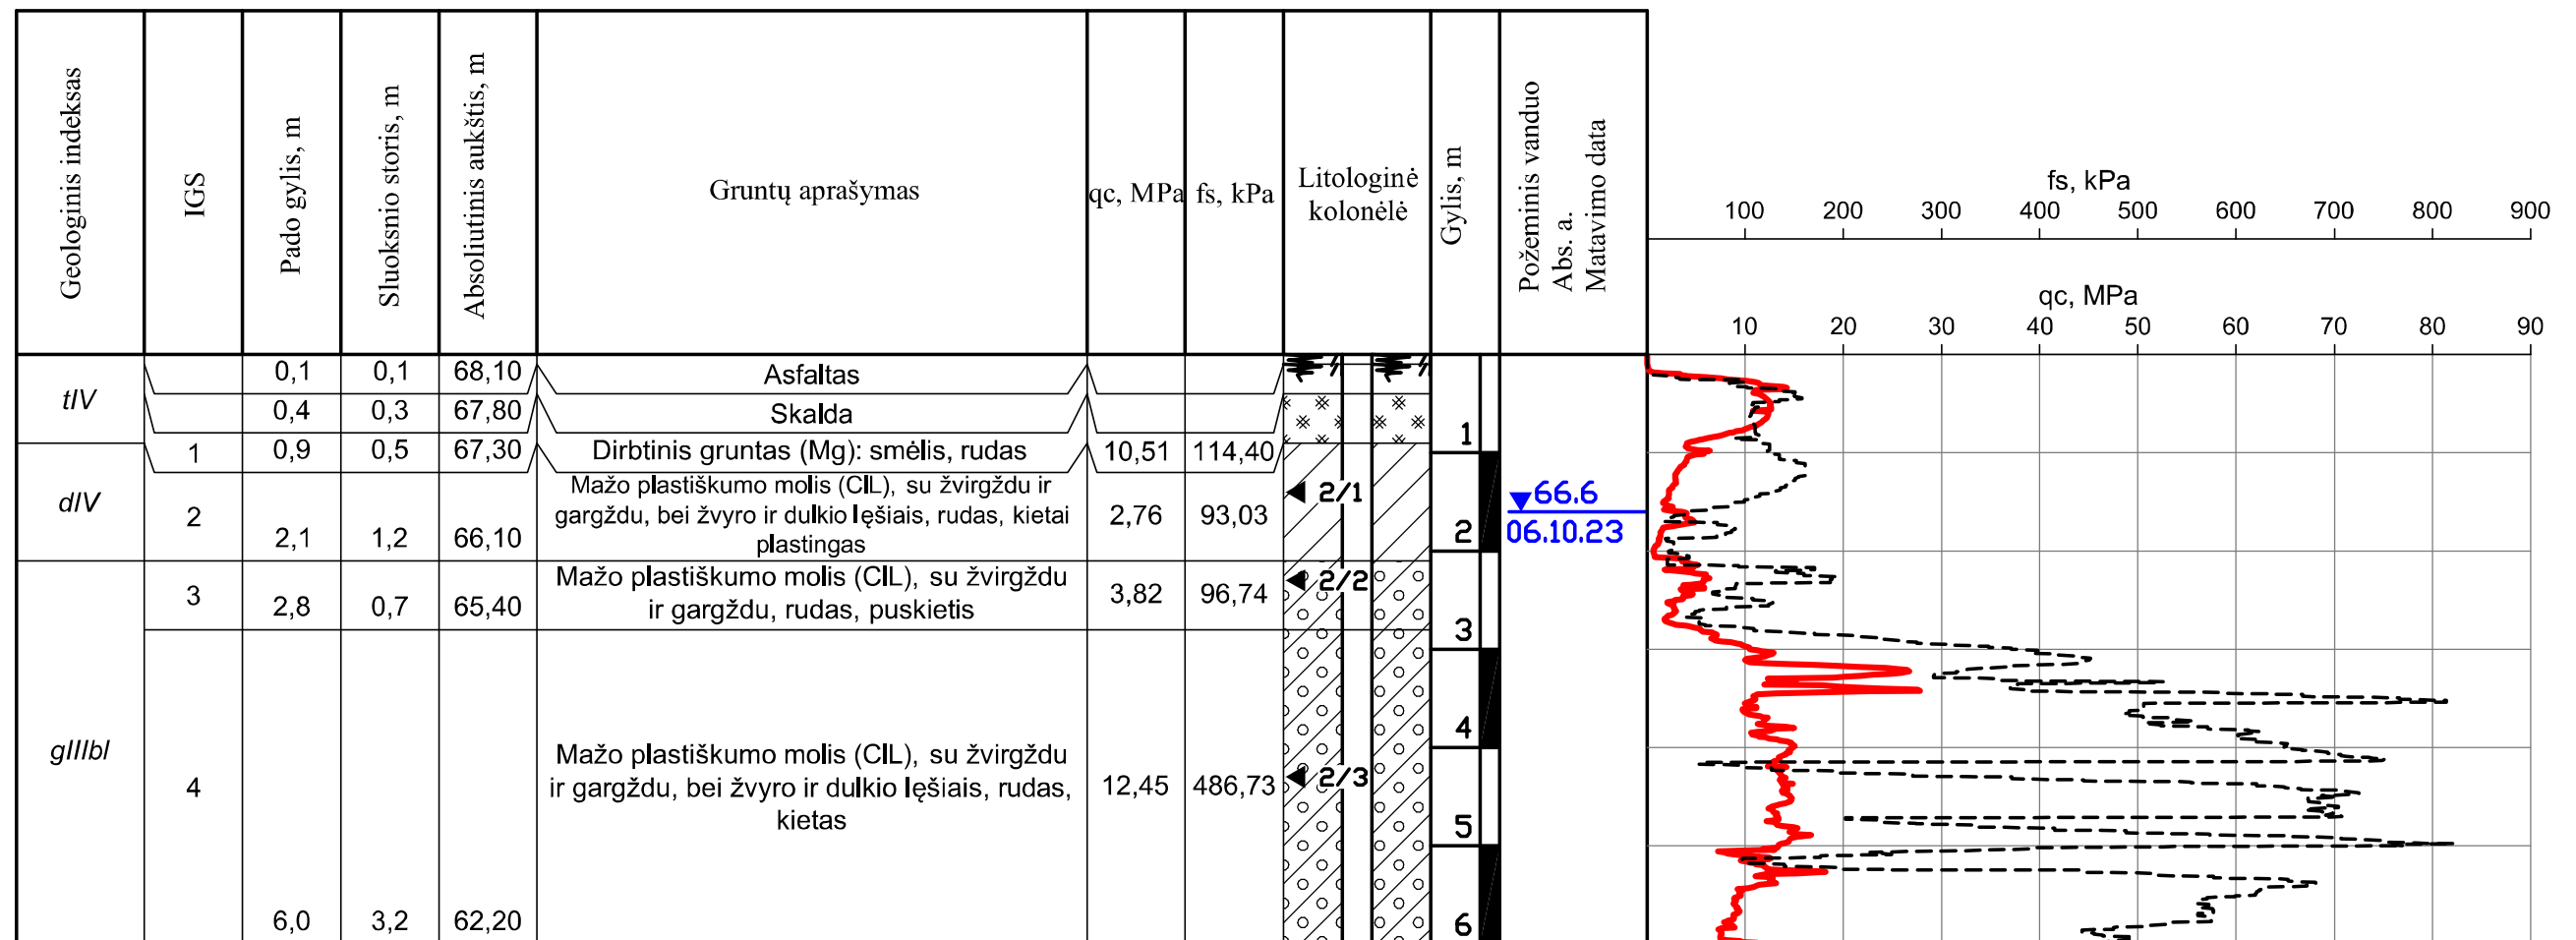 Geologinis indeksas
IGS
Pado gylis, m
Sluoksnio storis, m
Absoliutinis aukštis, m
Gruntų aprašymas
qc, MPa
fs, kPa
Litologinė
kolonėlė
Gylis, m
Požeminis vanduo
Abs. a.
Matavimo data
fs, kPa
100 200 300 400 500 600 700 800 900
qc, MPa
10 20 30 40 50 60 70 80 90
tIV
0,1 0,1 68,10 Asfaltas
0,4 0,3 67,80 Skalda
1 0,9 0,5 67,30 Dirbtinis gruntas (Mg): smėlis, rudas 10,51 114,40
1
dIV
2 2,1 1,2 66,10
Mažo plastiškumo molis (CIL), su žvirgždu ir
gargždu, bei žvyro ir dulkio lęšiais, rudas, kietai
plastingas
2,76 93,03
2/1
2
66.6
06.10.23
gIIIbl
3 2,8 0,7 65,40
Mažo plastiškumo molis (CIL), su žvirgždu
ir gargždu, rudas, puskietis
3,82 96,74
2/2
3
4
4 6,0 3,2 62,20
Mažo plastiškumo molis (CIL), su žvirgždu
ir gargždu, bei žvyro ir dulkio lęšiais, rudas,
kietas
12,45 486,73
2/3
5
6